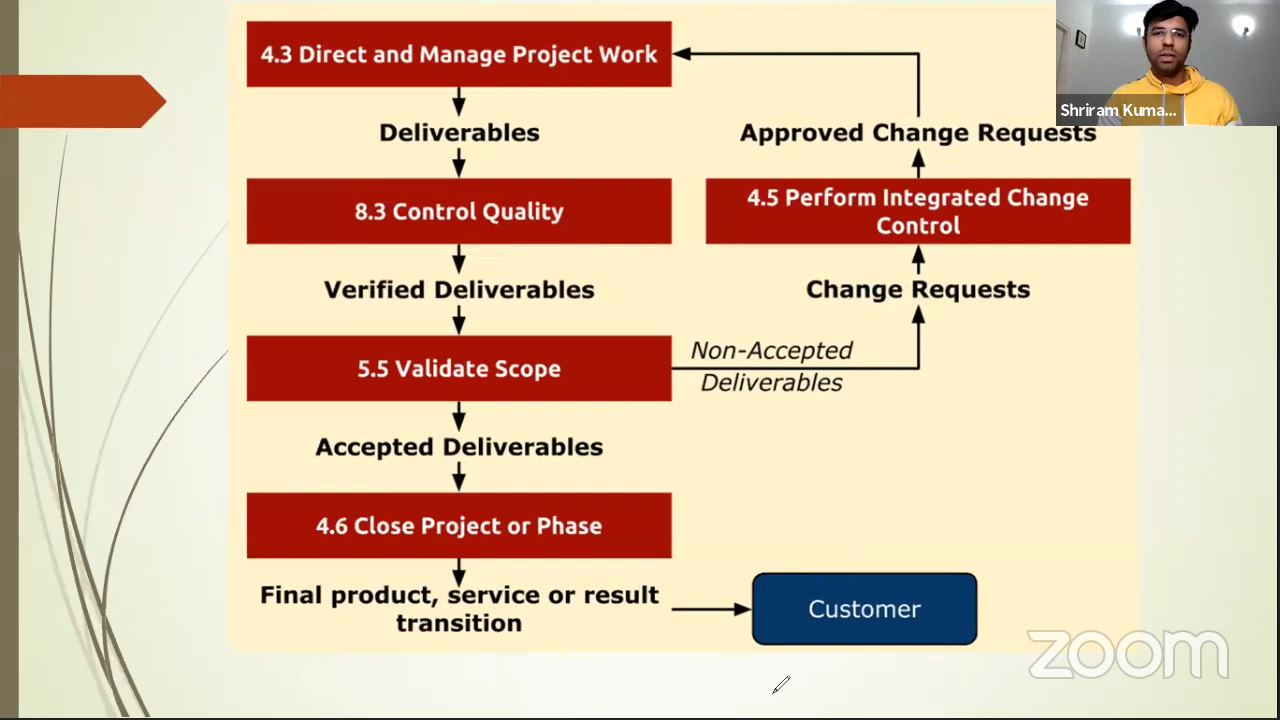 4.3 Direct and Manage Project Work
Deliverables
8.3 Control Quality
Verified Deliverables
5.5 Validate Scope
Accepted Deliverables
4.6 Close Project or Phase
Final product, service or result
transition
Customer
Non-Accepted
Deliverables
Change Requests
4.5 Perform Integrated Change
Control
Approved Change Requests
Shriram Kuma...
zoom